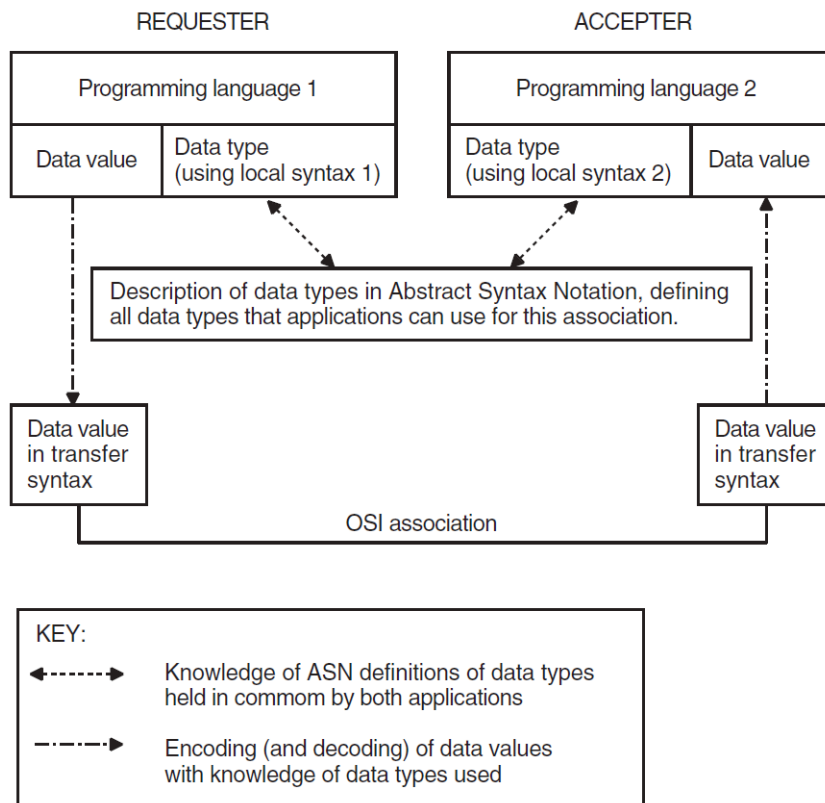 REQUESTER
ACCEPTER
Programming language 1
Programming language 2
Data value
Data type
(using local syntax 1)
Data type
(using local syntax 2)
Data value
Description of data types in Abstract Syntax Notation, defining
all data types that applications can use for this association.
Data value
in transfer
syntax
Data value
in transfer
syntax
OSI association
KEY:
Knowledge of ASN definitions of data types
held in commom by both applications
Encoding (and decoding) of data values
with knowledge of data types used